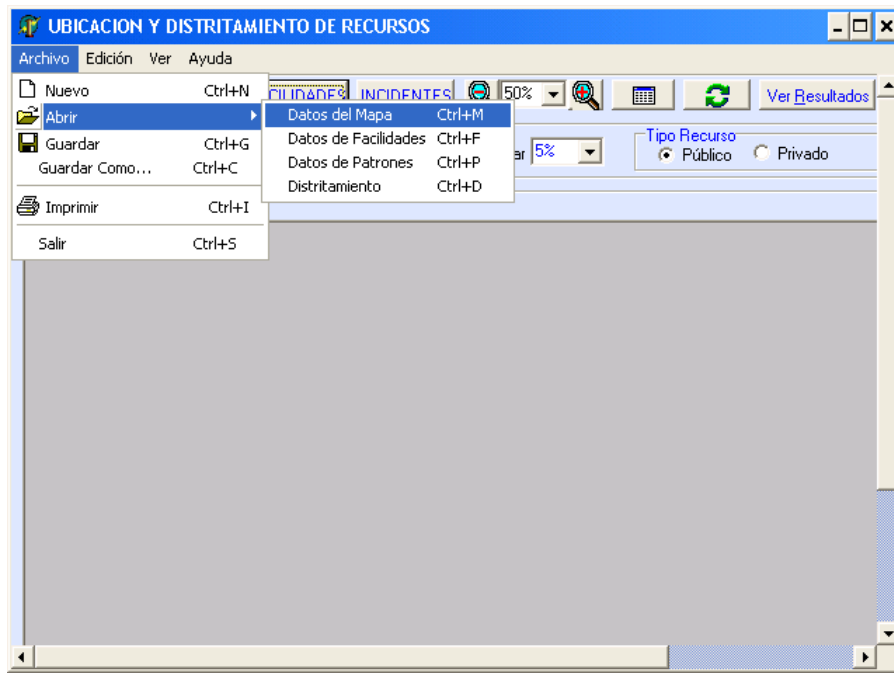 UBICACION Y DISTRITAMIENTO DE RECURSOS
Archivo Edición Ver Ayuda
Nuevo Ctrl+N
Abrir
Guardar Ctrl+G
Guardar Como... Ctrl+C
Imprimir Ctrl+I
Salir Ctrl+S
Datos del Mapa Ctrl+M
Datos de Facilidades Ctrl+F
Datos de Patrones Ctrl+P
Distritamiento Ctrl+D
INCIDENTES 50% Ver Resultados
5%
Tipo Recurso
Público Privado